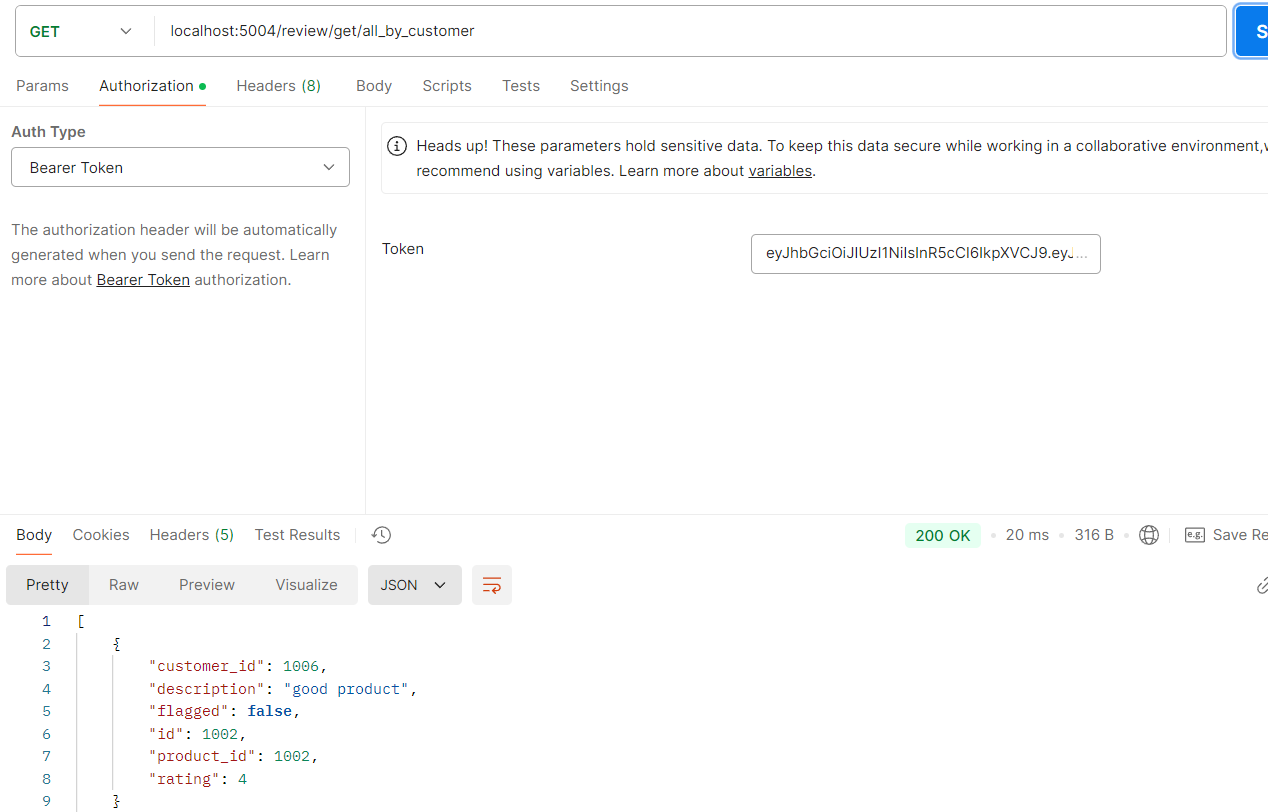 GET localhost:5004/review/get/all_by_customer S
Params Authorization Headers (8) Body Scripts Tests Settings
Auth Type
Bearer Token
The authorization header will be automatically
generated when you send the request. Learn
more about Bearer Token authorization.
Heads up! These parameters hold sensitive data. To keep this data secure while working in a collaborative environment,w
recommend using variables. Learn more about variables.
Token eyJhbGciOiJIUzI1NiIsInR5cCI6IkpXVCJ9.eyJ...
Body Cookies Headers (5) Test Results 200 OK 20 ms 316 B e.g. Save Re
Pretty Raw Preview Visualize JSON
1 [
2 {
3 "customer_id": 1006,
4 "description": "good product",
5 "flagged": false,
6 "id": 1002,
7 "product_id": 1002,
8 "rating": 4
9 }